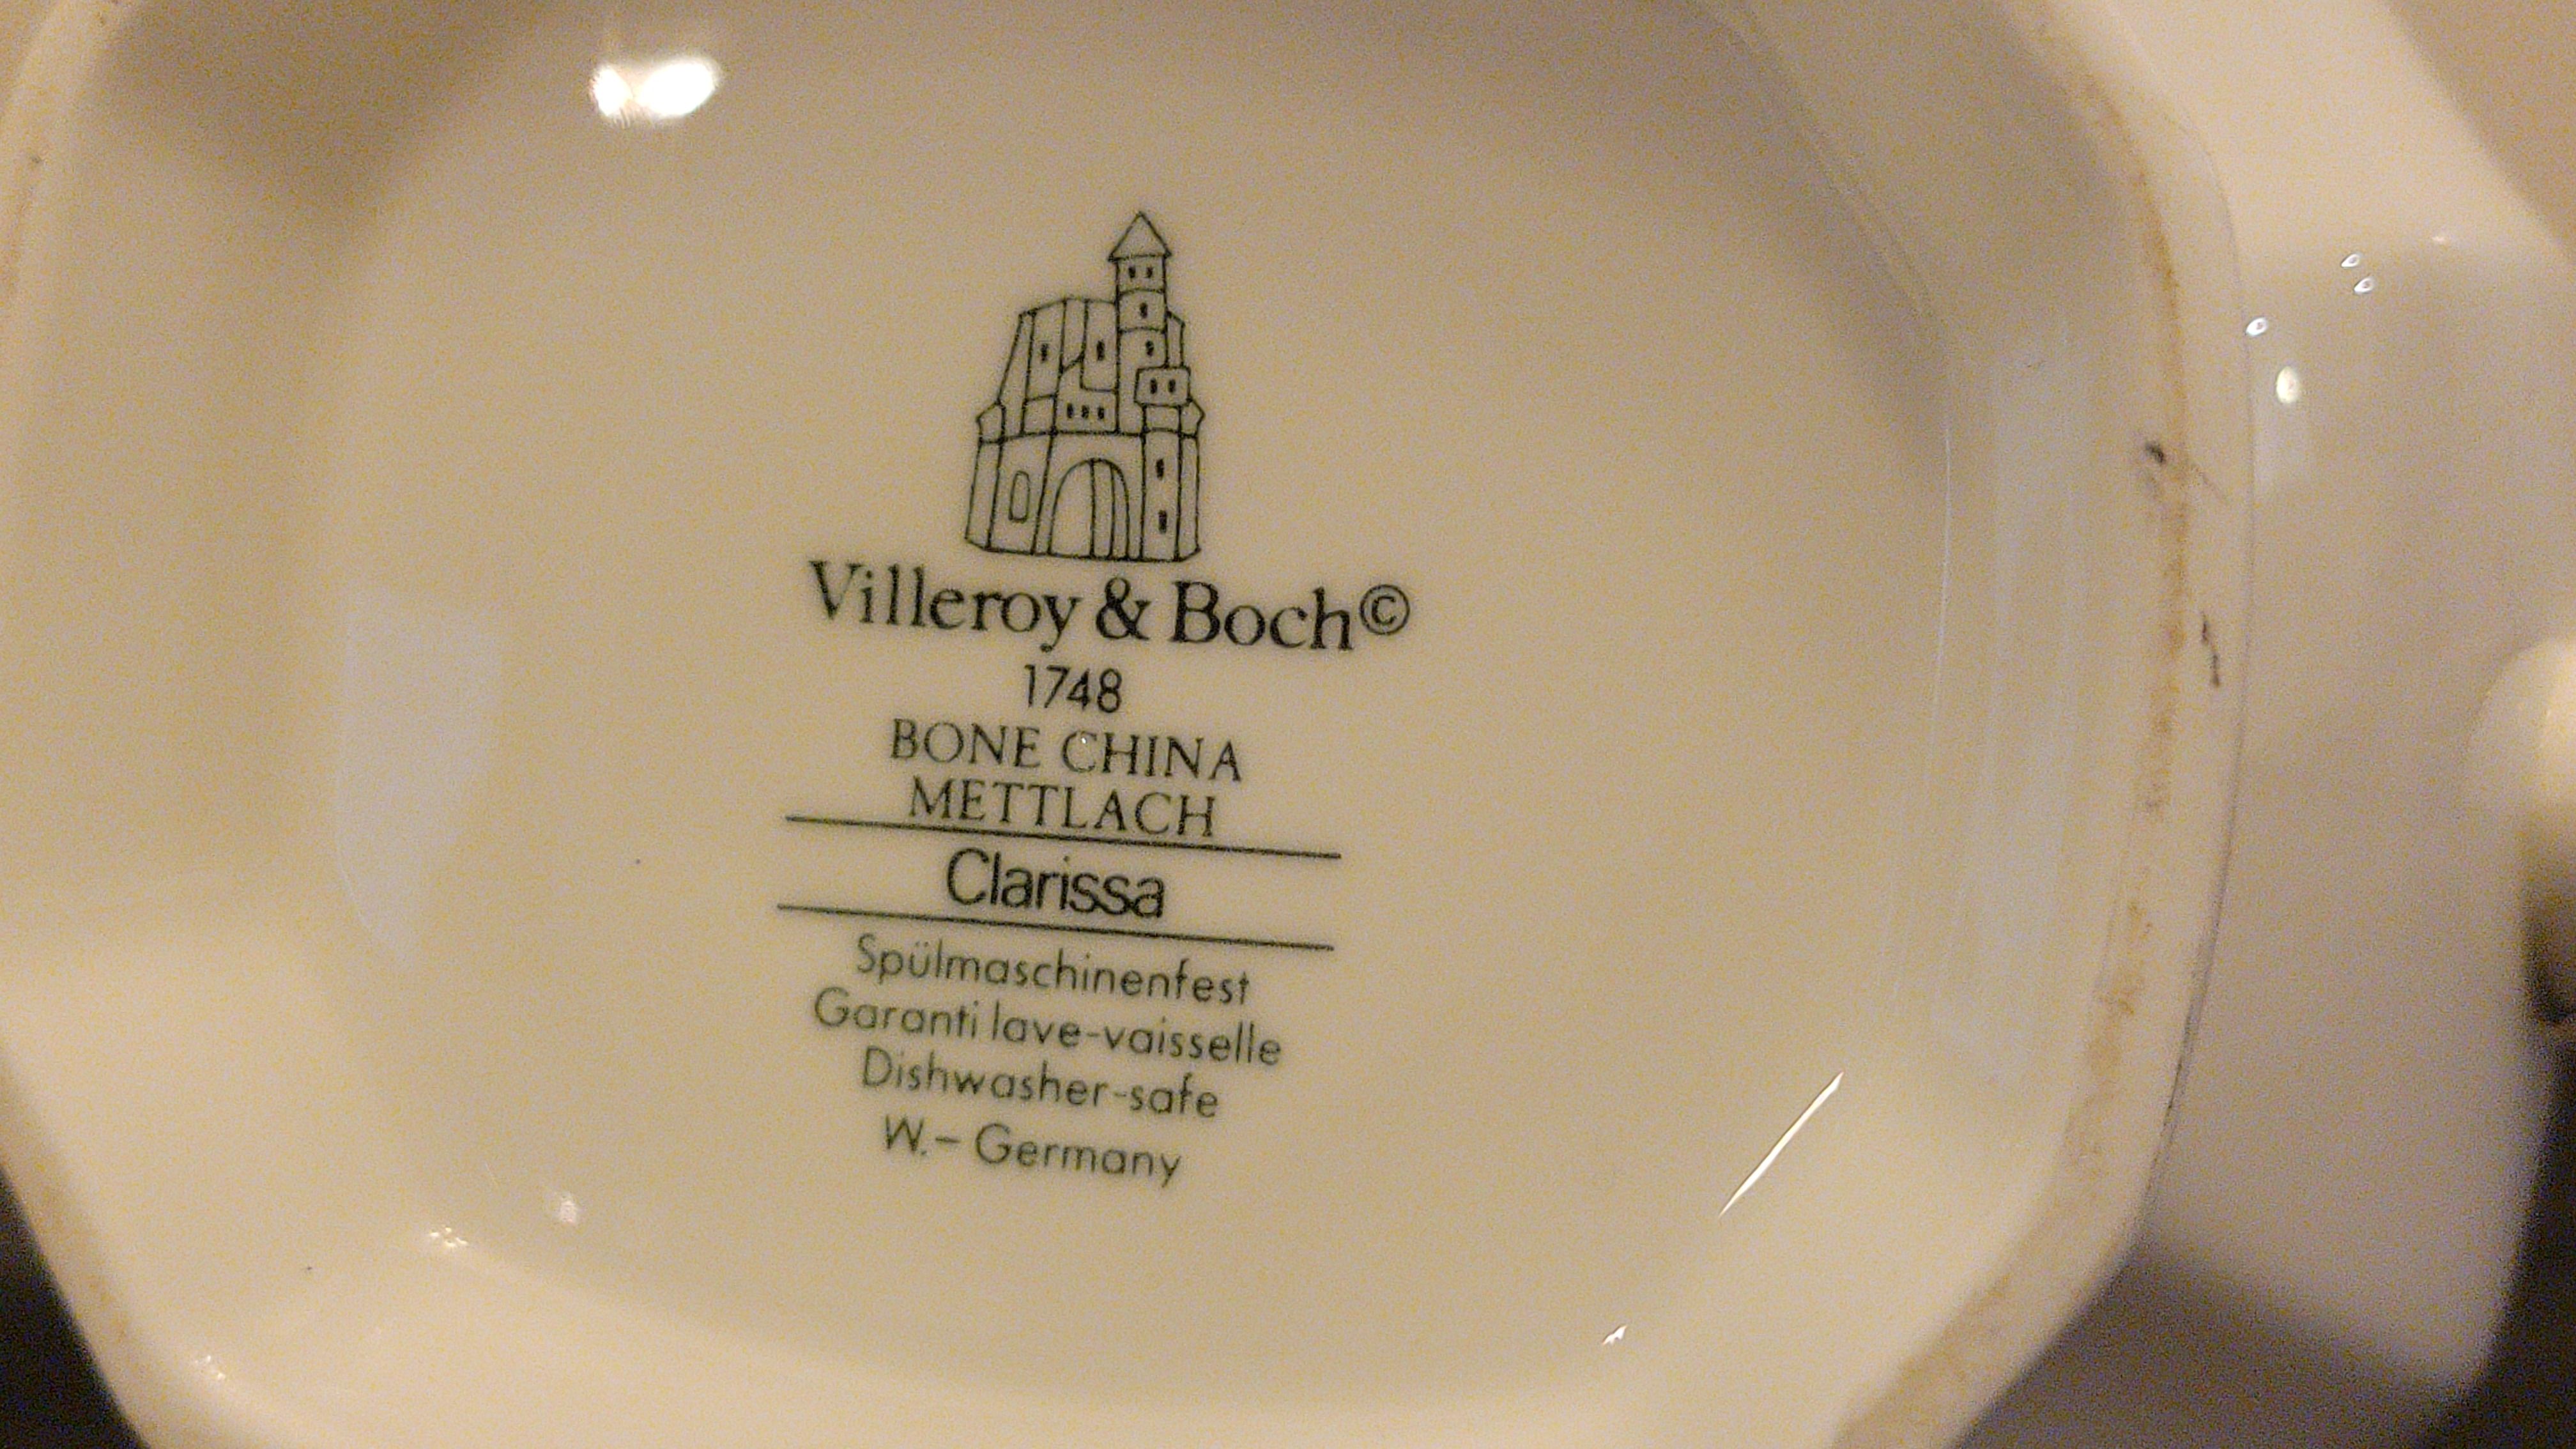 Villeroy & Boch©
1748
BONE CHINA
METTLACH
Clarissa
Spülmaschinenfest
Garanti lave-vaisselle
Dishwasher-safe
W.– Germany